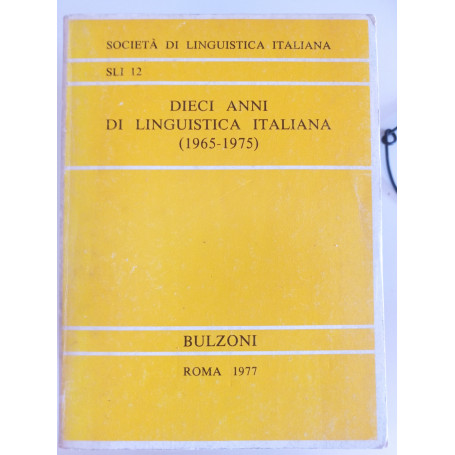 SOCIETÀ DI LINGUISTICA ITALIANA
SLI 12
DIECI ANNI
DI LINGUISTICA ITALIANA
(1965-1975)
BULZONI
ROMA 1977